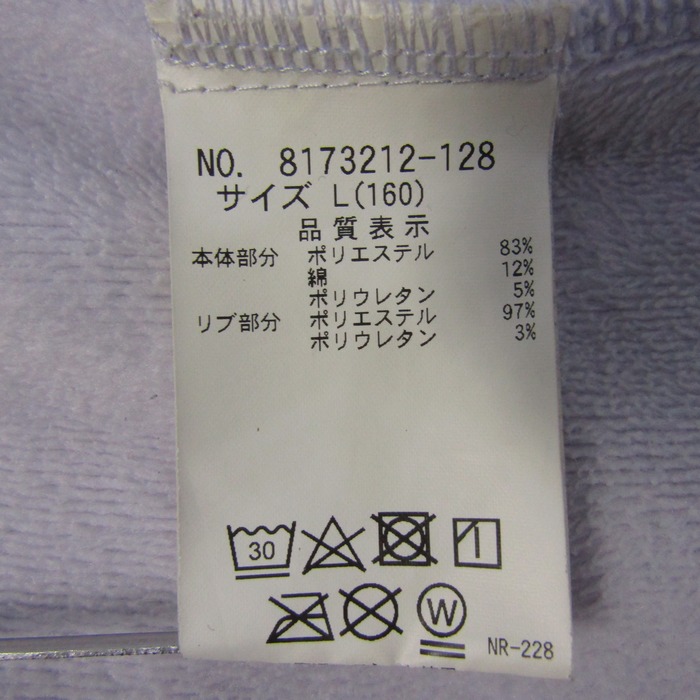 NO. 8173212-128
サイズ L(160)
品質表示
本体部分 ポリエステル 83%
綿 12%
ポリウレタン 5%
リブ部分 ポリエステル 97%
ポリウレタン 3%
30
W
NR-228